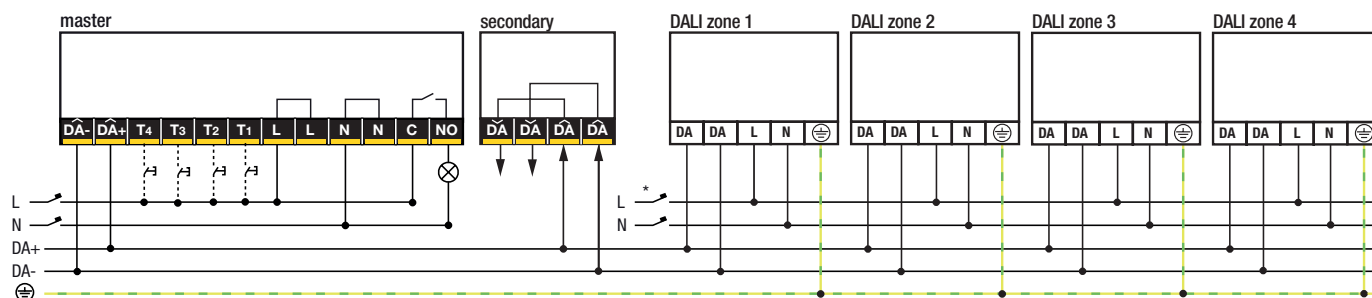 master secondary DALI zone 1 DALI zone 2 DALI zone 3 DALI zone 4
DA- DA+ T4 T3 T2 T1 L L N N C NO DA DA DA DA DA DA L N DA DA L N DA DA L N DA DA L N
L L *
N N
DA+
DA-